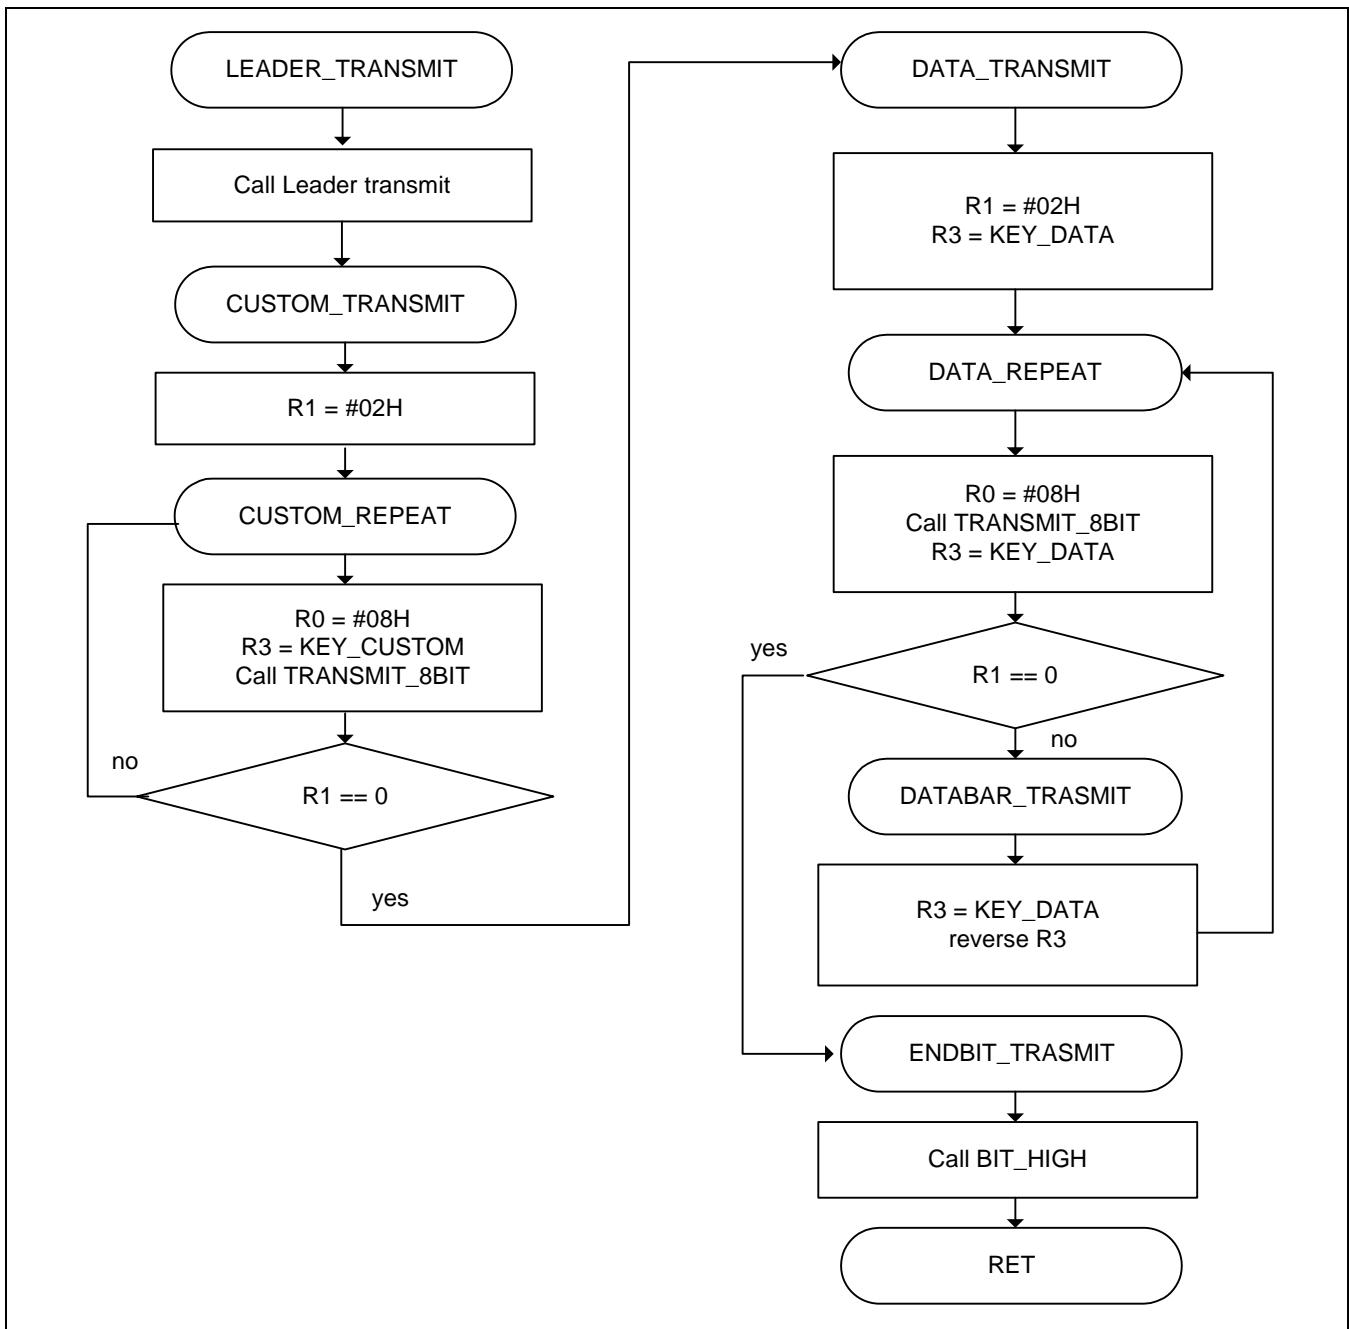 LEADER_TRANSMIT
Call Leader transmit
CUSTOM_TRANSMIT
R1 = #02H
CUSTOM_REPEAT
R0 = #08H
R3 = KEY_CUSTOM
Call TRANSMIT_8BIT
no
R1 == 0
yes
DATA_TRANSMIT
R1 = #02H
R3 = KEY_DATA
DATA_REPEAT
R0 = #08H
Call TRANSMIT_8BIT
R3 = KEY_DATA
yes
R1 == 0
no
DATABAR_TRASMIT
R3 = KEY_DATA
reverse R3
ENDBIT_TRASMIT
Call BIT_HIGH
RET